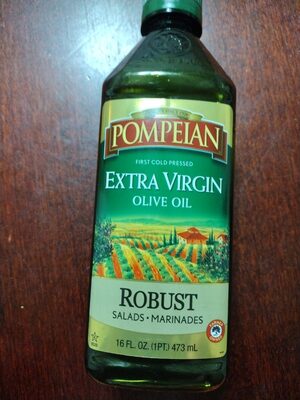 POMPEIAN
FIRST COLD PRESSED
EXTRA VIRGIN
OLIVE OIL
ROBUST
SALADS • MARINADES
16 FL. OZ. (1PT.) 473 mL